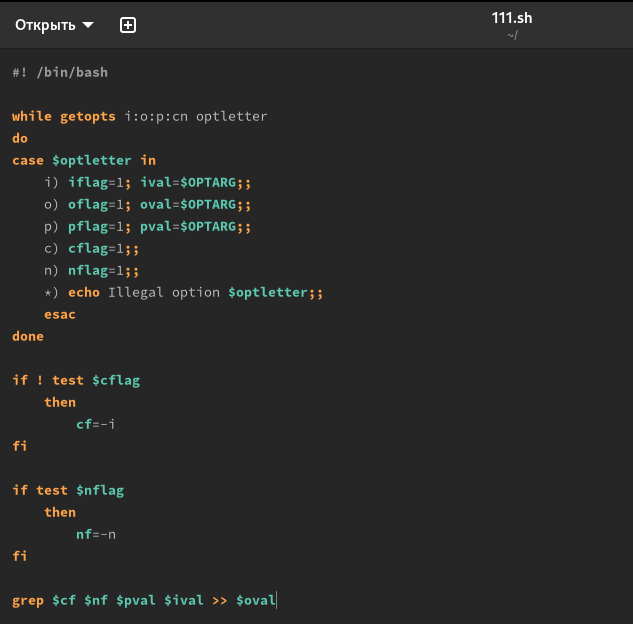 Открыть
111.sh
~/
#! /bin/bash
while getopts i:o:p:cn optletter
do
case $optletter in
i) iflag=1; ival=$OPTARG;;
o) oflag=1; oval=$OPTARG;;
p) pflag=1; pval=$OPTARG;;
c) cflag=1;;
n) nflag=1;;
*) echo Illegal option $optletter;;
esac
done
if ! test $cflag
then
cf=-i
fi
if test $nflag
then
nf=-n
fi
grep $cf $nf $pval $ival >> $oval